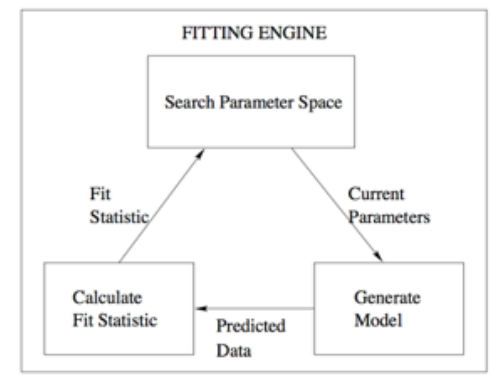 FITTING ENGINE
Search Parameter Space
Fit
Statistic
Current
Parameters
Calculate
Fit Statistic
Predicted
Data
Generate
Model